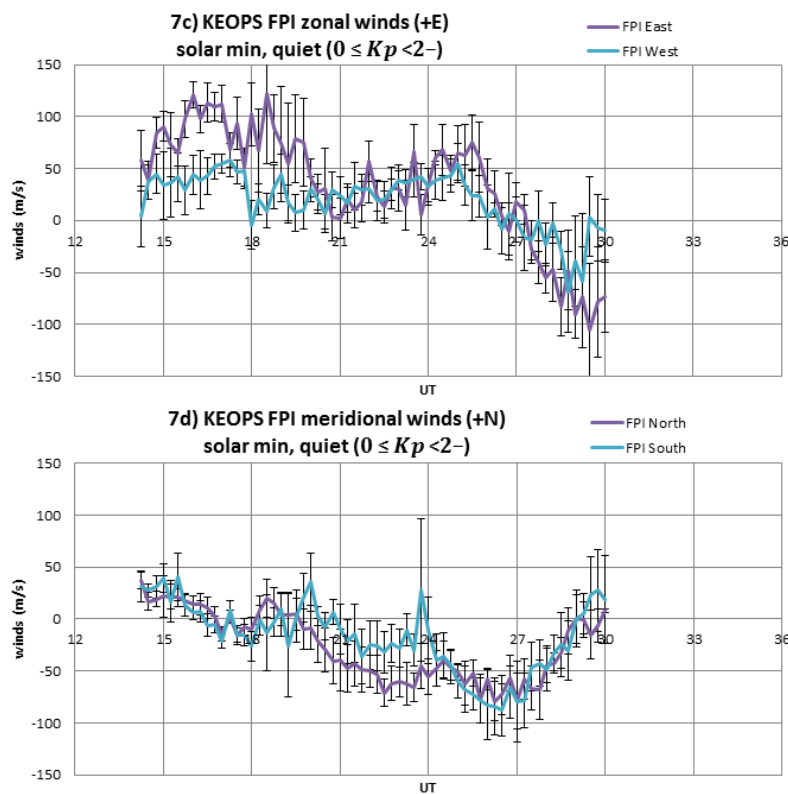 7c) KEOPS FPI zonal winds (+E)
solar min, quiet (0 ≤ Kp <2−)
FPI East
FPI West
150
100
50
0
-50
-100
-150
12 15 18 21 24 27 30 33 36
winds (m/s)
UT
7d) KEOPS FPI meridional winds (+N)
solar min, quiet (0 ≤ Kp <2−)
FPI North
FPI South
150
100
50
0
-50
-100
-150
12 15 18 21 24 27 30 33 36
winds (m/s)
UT